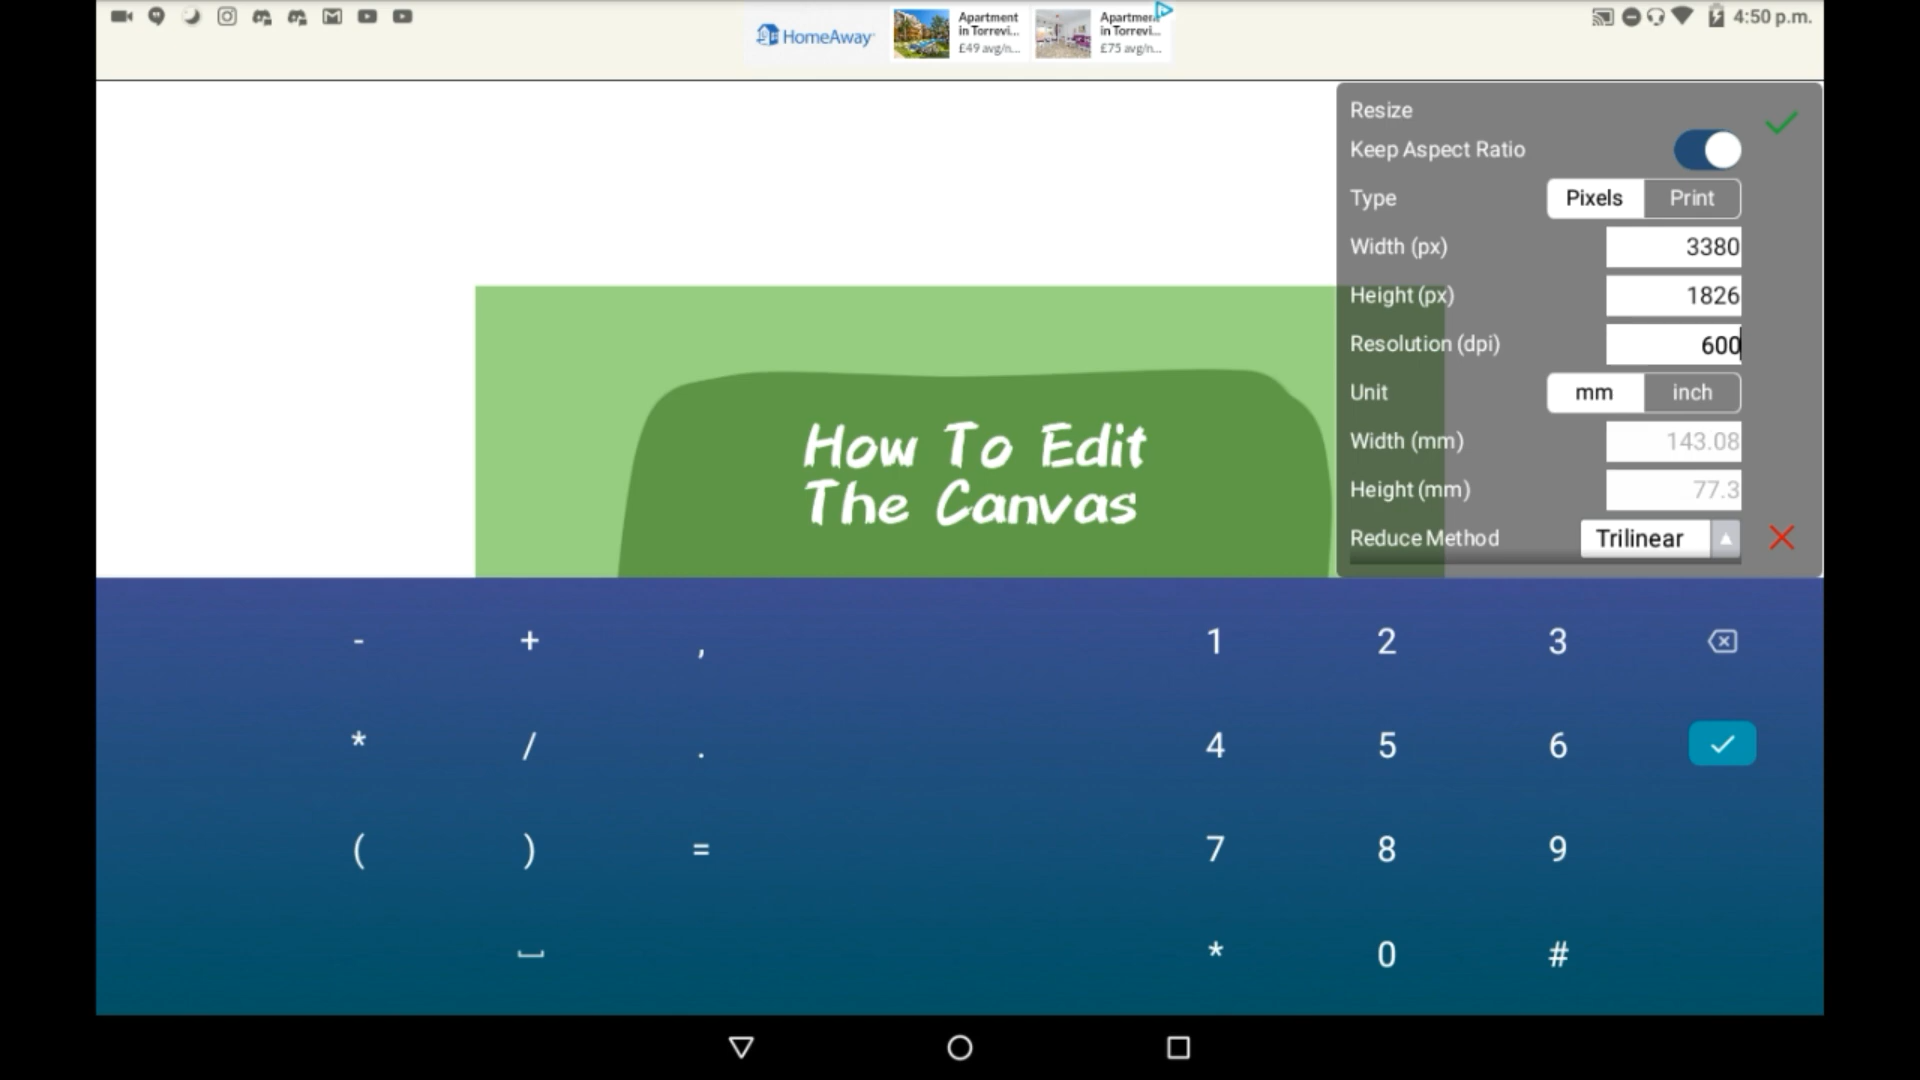 HomeAway
Apartment
in Torrevi...
£49 avg/n...
Apartment
in Torrevi...
£75 avg/n...
4:50 p.m.
Resize
Keep Aspect Ratio
Type Pixels Print
Width (px) 3380
Height (px) 1826
Resolution (dpi) 600
Unit mm inch
Width (mm) 143.08
Height (mm) 77.3
Reduce Method Trilinear
How To Edit
The Canvas
- + , 1 2 3
* / . 4 5 6
( ) = 7 8 9
* 0 #